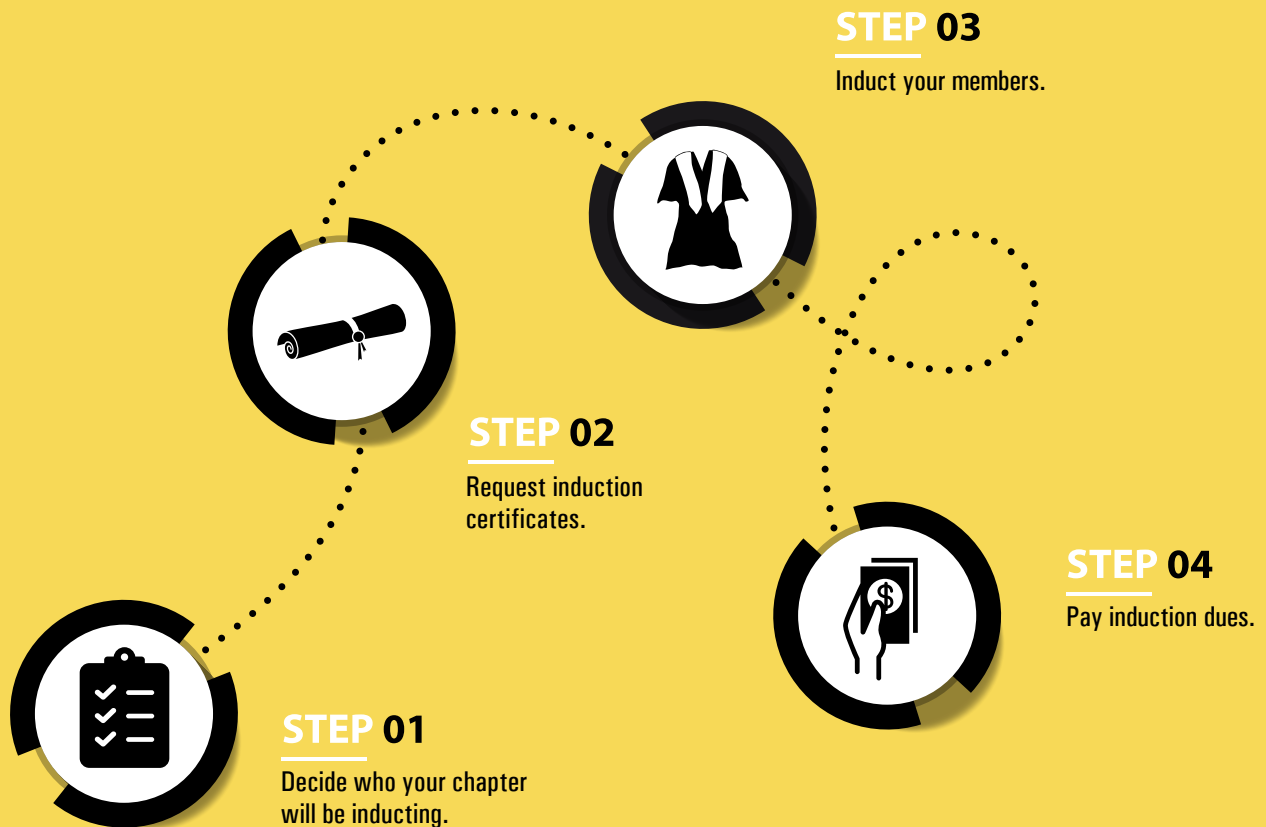 STEP 01
Decide who your chapter
will be inducting.
STEP 02
Request induction
certificates.
STEP 03
Induct your members.
STEP 04
Pay induction dues.
$